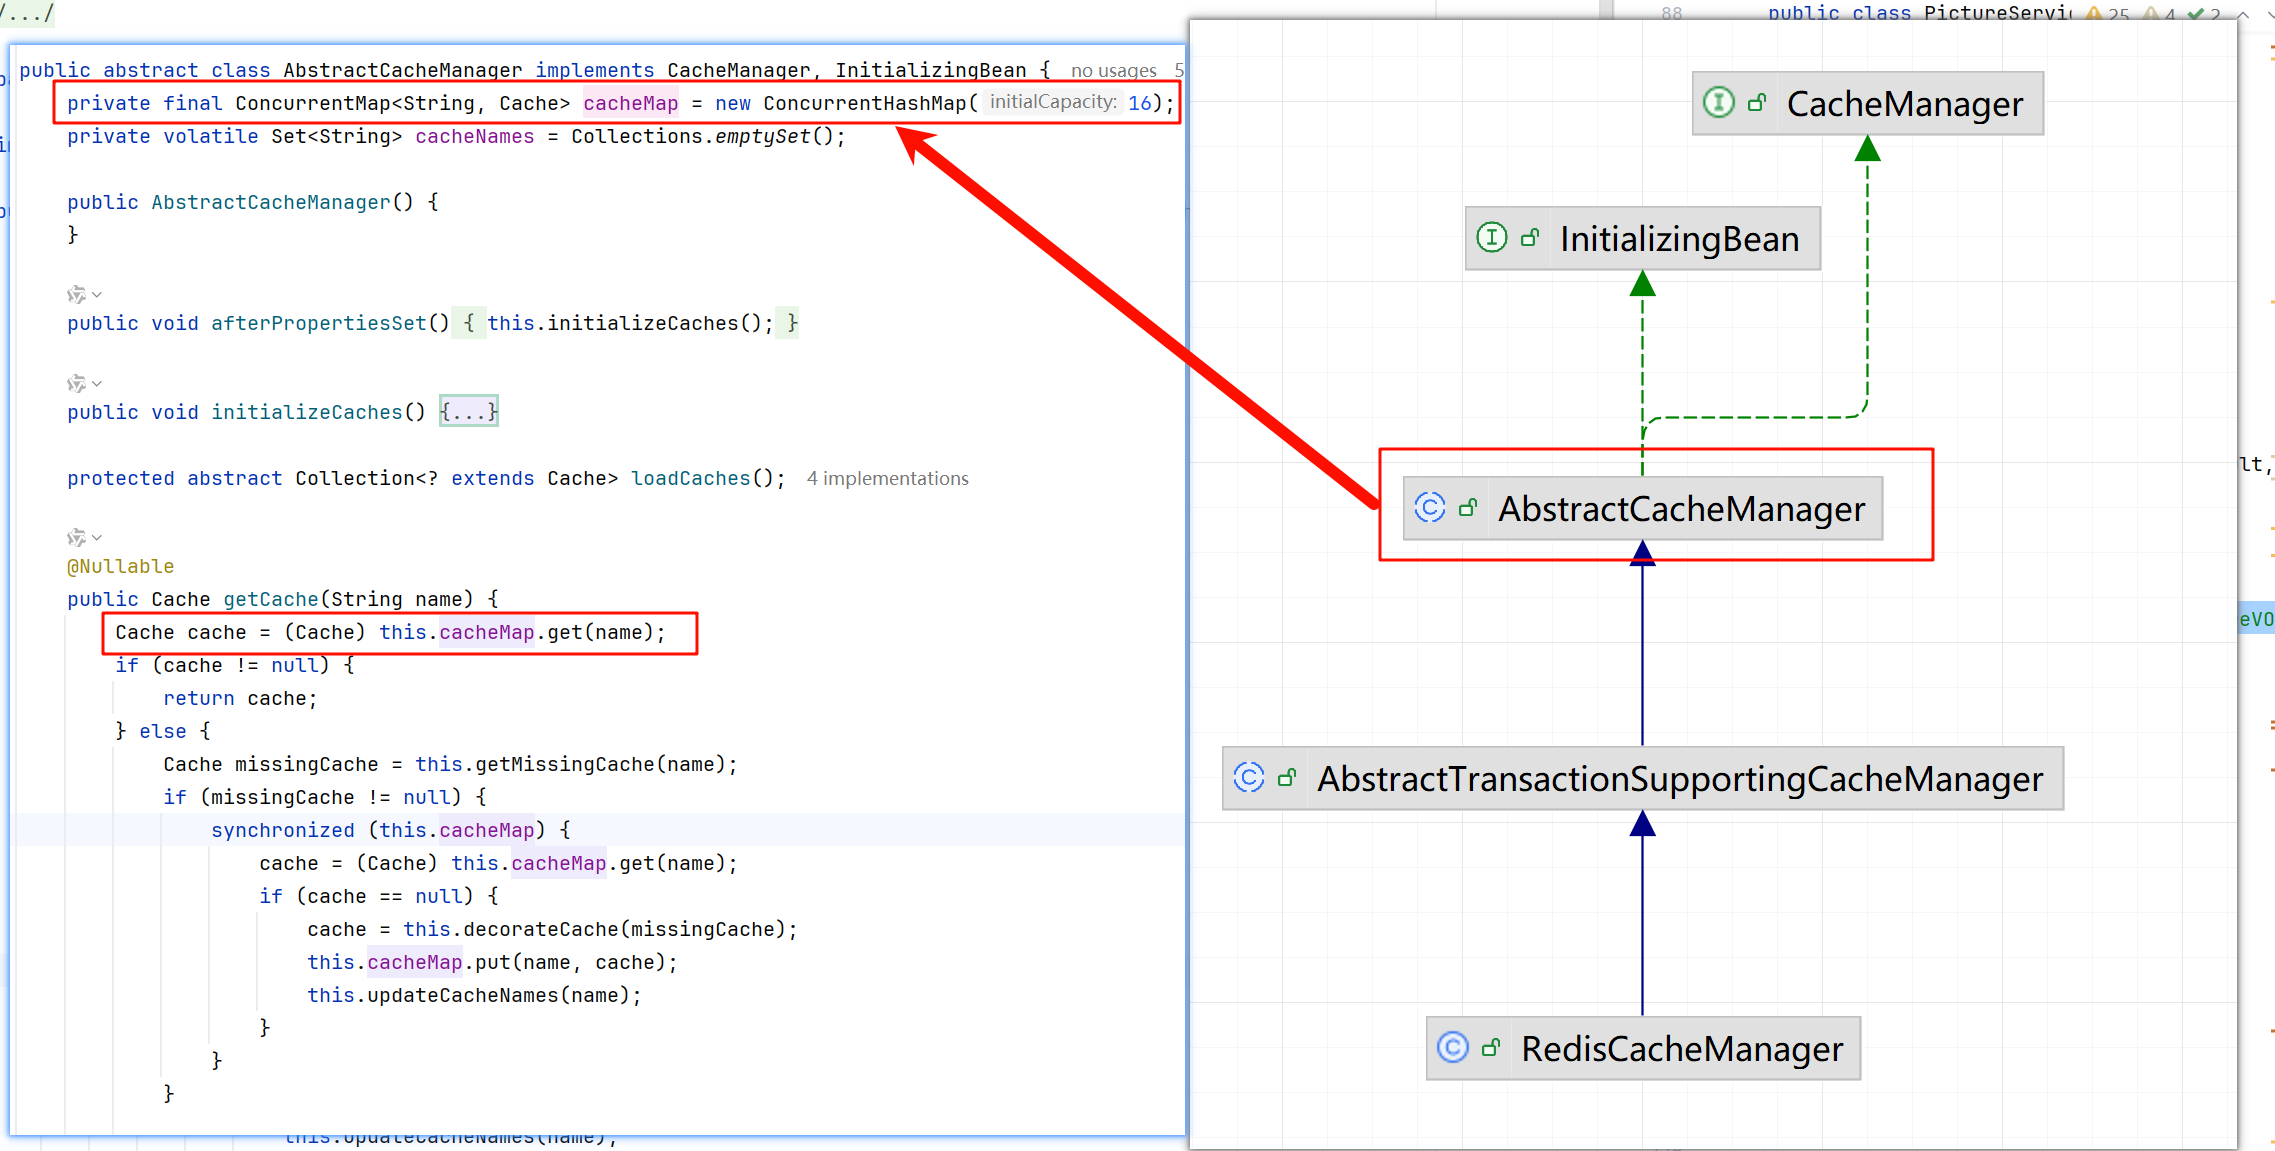 /.../
88 public class PictureServic 25 4 2
public abstract class AbstractCacheManager implements CacheManager, InitializingBean { no usages 5
private final ConcurrentMap<String, Cache> cacheMap = new ConcurrentHashMap( initialCapacity: 16);
private volatile Set<String> cacheNames = Collections.emptySet();
public AbstractCacheManager() {
}
public void afterPropertiesSet() { this.initializeCaches(); }
public void initializeCaches() {...}
protected abstract Collection<? extends Cache> loadCaches(); 4 implementations
@Nullable
public Cache getCache(String name) {
Cache cache = (Cache) this.cacheMap.get(name);
if (cache != null) {
return cache;
} else {
Cache missingCache = this.getMissingCache(name);
if (missingCache != null) {
synchronized (this.cacheMap) {
cache = (Cache) this.cacheMap.get(name);
if (cache == null) {
cache = this.decorateCache(missingCache);
this.cacheMap.put(name, cache);
this.updateCacheNames(name);
}
}
}
this.updateCacheNames(name);
CacheManager
InitializingBean
AbstractCacheManager
AbstractTransactionSupportingCacheManager
RedisCacheManager
lt,
eVO